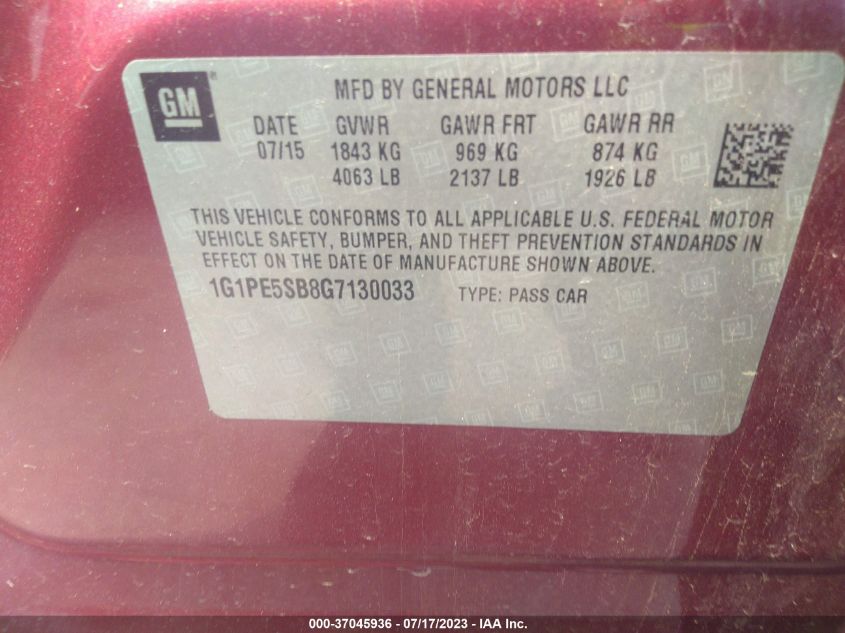 GM ®
MFD BY GENERAL MOTORS LLC
DATE GVWR GAWR FRT GAWR RR
07/15 1843 KG 969 KG 874 KG
4063 LB 2137 LB 1926 LB
THIS VEHICLE CONFORMS TO ALL APPLICABLE U.S. FEDERAL MOTOR
VEHICLE SAFETY, BUMPER, AND THEFT PREVENTION STANDARDS IN
EFFECT ON THE DATE OF MANUFACTURE SHOWN ABOVE.
1G1PE5SB8G7130033 TYPE: PASS CAR
000-37045936 - 07/17/2023 - IAA Inc.